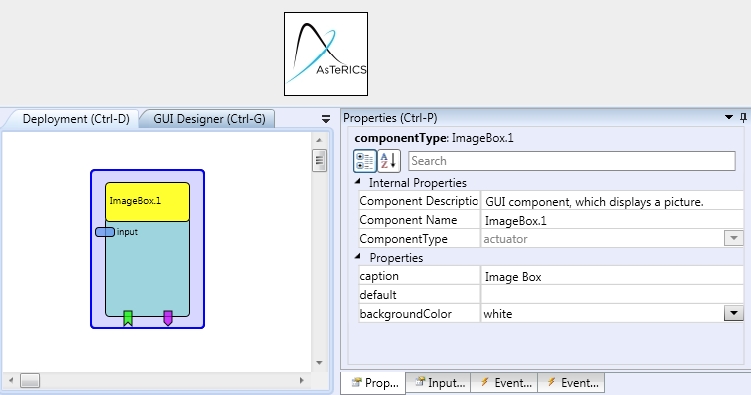 AsTeRICS
Deployment (Ctrl-D)
GUI Designer (Ctrl-G)
Properties (Ctrl-P)
componentType: ImageBox.1
A
Z
Search
Internal Properties
Component Descriptio
GUI component, which displays a picture.
Component Name
ImageBox.1
ComponentType
actuator
Properties
caption
Image Box
default
backgroundColor
white
ImageBox.1
input
Prop...
Input...
Event...
Event...